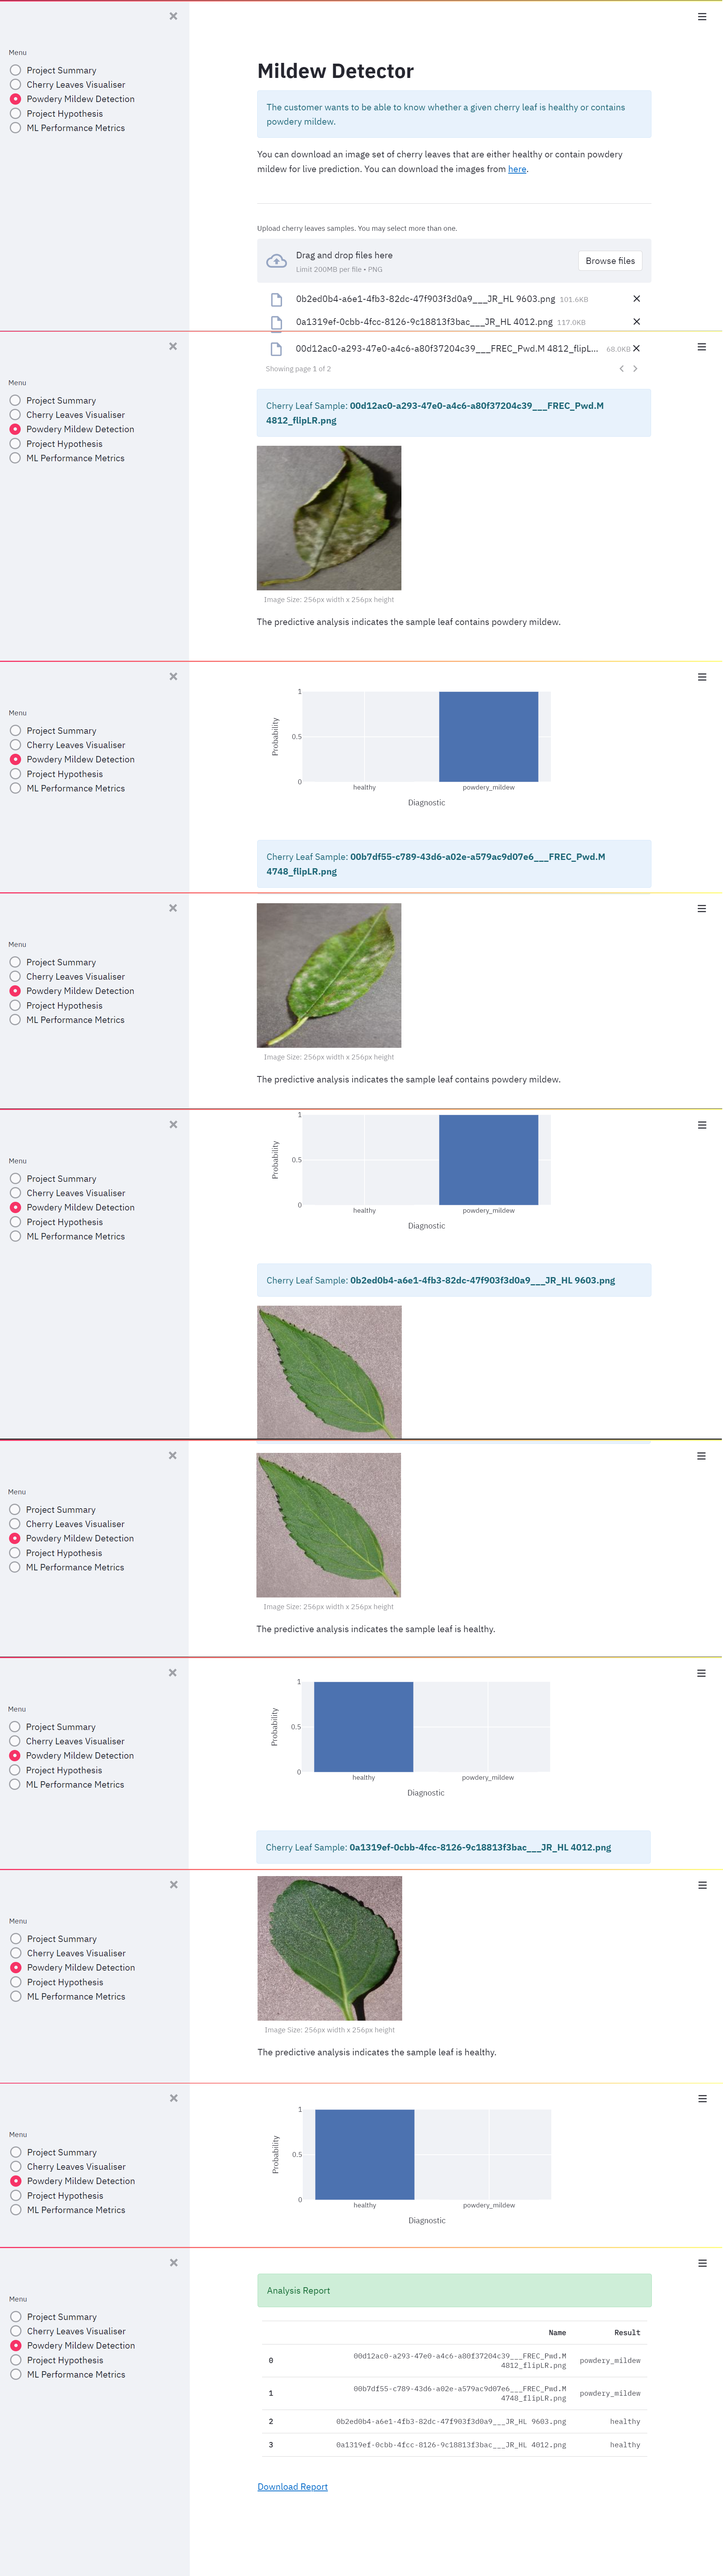 Menu
Project Summary
Cherry Leaves Visualiser
Powdery Mildew Detection
Project Hypothesis
ML Performance Metrics
Mildew Detector
The customer wants to be able to know whether a given cherry leaf is healthy or contains
powdery mildew.
You can download an image set of cherry leaves that are either healthy or contain powdery
mildew for live prediction. You can download the images from here.
Upload cherry leaves samples. You may select more than one.
Drag and drop files here
Limit 200MB per file • PNG
Browse files
0b2ed0b4-a6e1-4fb3-82dc-47f903f3d0a9___JR_HL 9603.png 101.6KB
0a1319ef-0cbb-4fcc-8126-9c18813f3bac___JR_HL 4012.png 117.0KB
Menu
Project Summary
Cherry Leaves Visualiser
Powdery Mildew Detection
Project Hypothesis
ML Performance Metrics
00d12ac0-a293-47e0-a4c6-a80f37204c39___FREC_Pwd.M 4812_flipL... 68.0KB
Showing page 1 of 2
Cherry Leaf Sample: 00d12ac0-a293-47e0-a4c6-a80f37204c39___FREC_Pwd.M
4812_flipLR.png
Image Size: 256px width x 256px height
The predictive analysis indicates the sample leaf contains powdery mildew.
Menu
Project Summary
Cherry Leaves Visualiser
Powdery Mildew Detection
Project Hypothesis
ML Performance Metrics
1
0.5
0
Probability
healthy
powdery_mildew
Diagnostic
Cherry Leaf Sample: 00b7df55-c789-43d6-a02e-a579ac9d07e6___FREC_Pwd.M
4748_flipLR.png
Menu
Project Summary
Cherry Leaves Visualiser
Powdery Mildew Detection
Project Hypothesis
ML Performance Metrics
Image Size: 256px width x 256px height
The predictive analysis indicates the sample leaf contains powdery mildew.
Menu
Project Summary
Cherry Leaves Visualiser
Powdery Mildew Detection
Project Hypothesis
ML Performance Metrics
1
0.5
0
Probability
healthy
powdery_mildew
Diagnostic
Cherry Leaf Sample: 0b2ed0b4-a6e1-4fb3-82dc-47f903f3d0a9___JR_HL 9603.png
Menu
Project Summary
Cherry Leaves Visualiser
Powdery Mildew Detection
Project Hypothesis
ML Performance Metrics
Image Size: 256px width x 256px height
The predictive analysis indicates the sample leaf is healthy.
Menu
Project Summary
Cherry Leaves Visualiser
Powdery Mildew Detection
Project Hypothesis
ML Performance Metrics
1
0.5
0
Probability
healthy
powdery_mildew
Diagnostic
Cherry Leaf Sample: 0a1319ef-0cbb-4fcc-8126-9c18813f3bac___JR_HL 4012.png
Menu
Project Summary
Cherry Leaves Visualiser
Powdery Mildew Detection
Project Hypothesis
ML Performance Metrics
Image Size: 256px width x 256px height
The predictive analysis indicates the sample leaf is healthy.
Menu
Project Summary
Cherry Leaves Visualiser
Powdery Mildew Detection
Project Hypothesis
ML Performance Metrics
1
0.5
0
Probability
healthy
powdery_mildew
Diagnostic
Menu
Project Summary
Cherry Leaves Visualiser
Powdery Mildew Detection
Project Hypothesis
ML Performance Metrics
Analysis Report
Name Result
0 00d12ac0-a293-47e0-a4c6-a80f37204c39___FREC_Pwd.M
4812_flipLR.png powdery_mildew
1 00b7df55-c789-43d6-a02e-a579ac9d07e6___FREC_Pwd.M
4748_flipLR.png powdery_mildew
2 0b2ed0b4-a6e1-4fb3-82dc-47f903f3d0a9___JR_HL 9603.png healthy
3 0a1319ef-0cbb-4fcc-8126-9c18813f3bac___JR_HL 4012.png healthy
Download Report